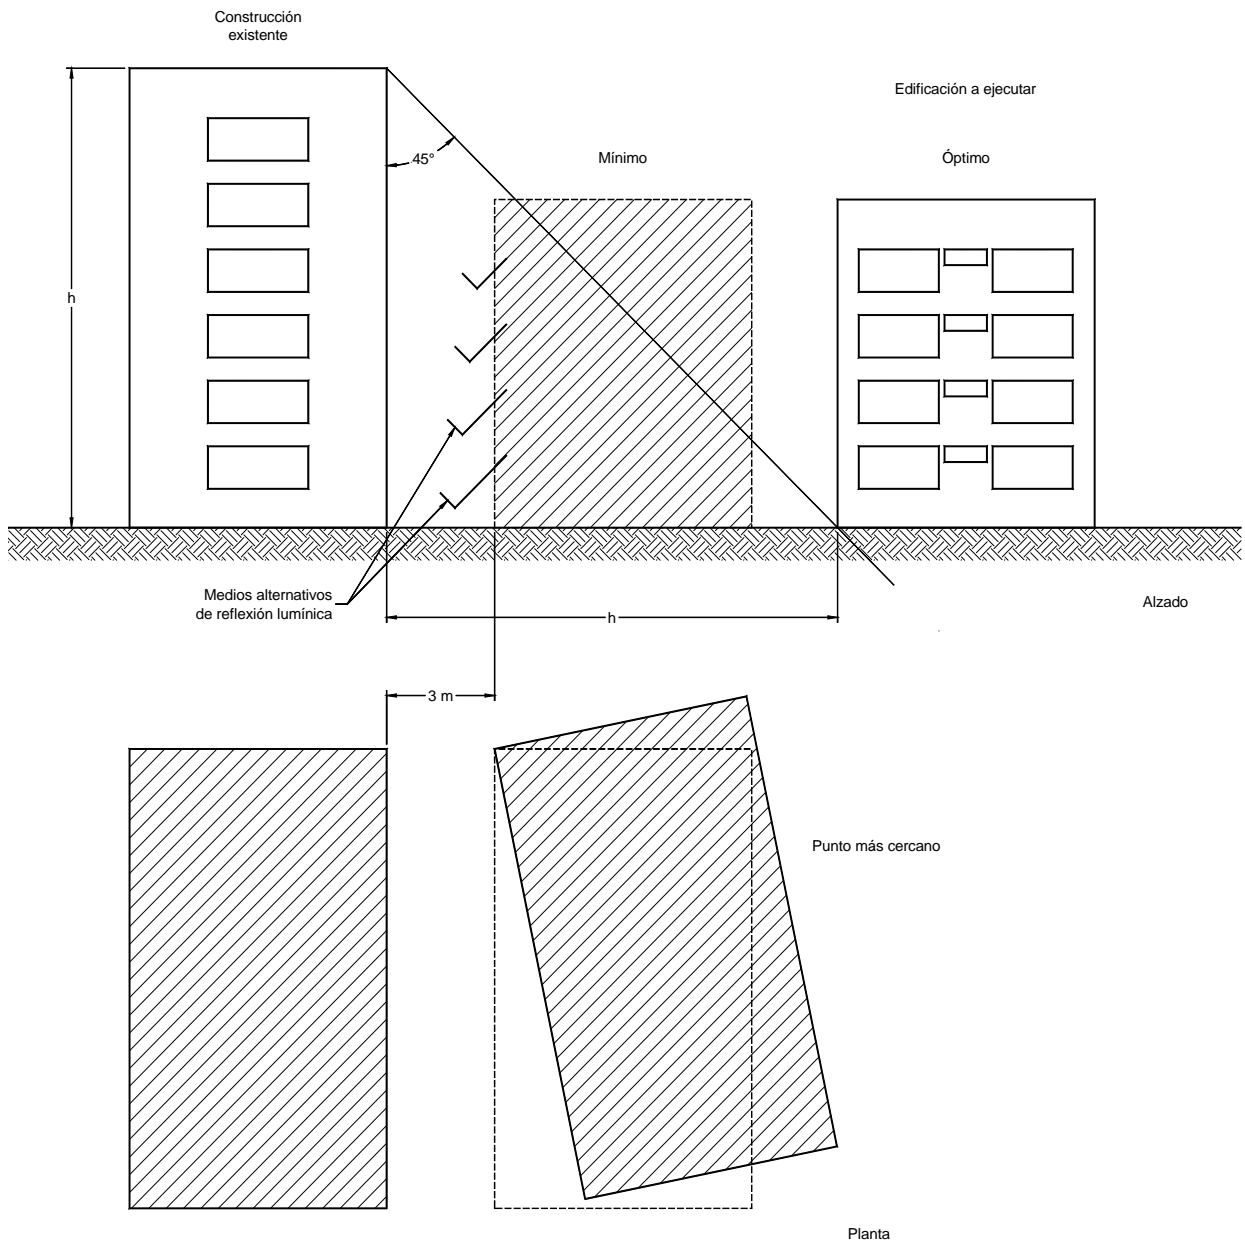 Construcción
existente
Edificación a ejecutar
45°
Mínimo
Óptimo
h
Medios alternativos
de reflexión lumínica
Alzado
h
3 m
Punto más cercano
Planta